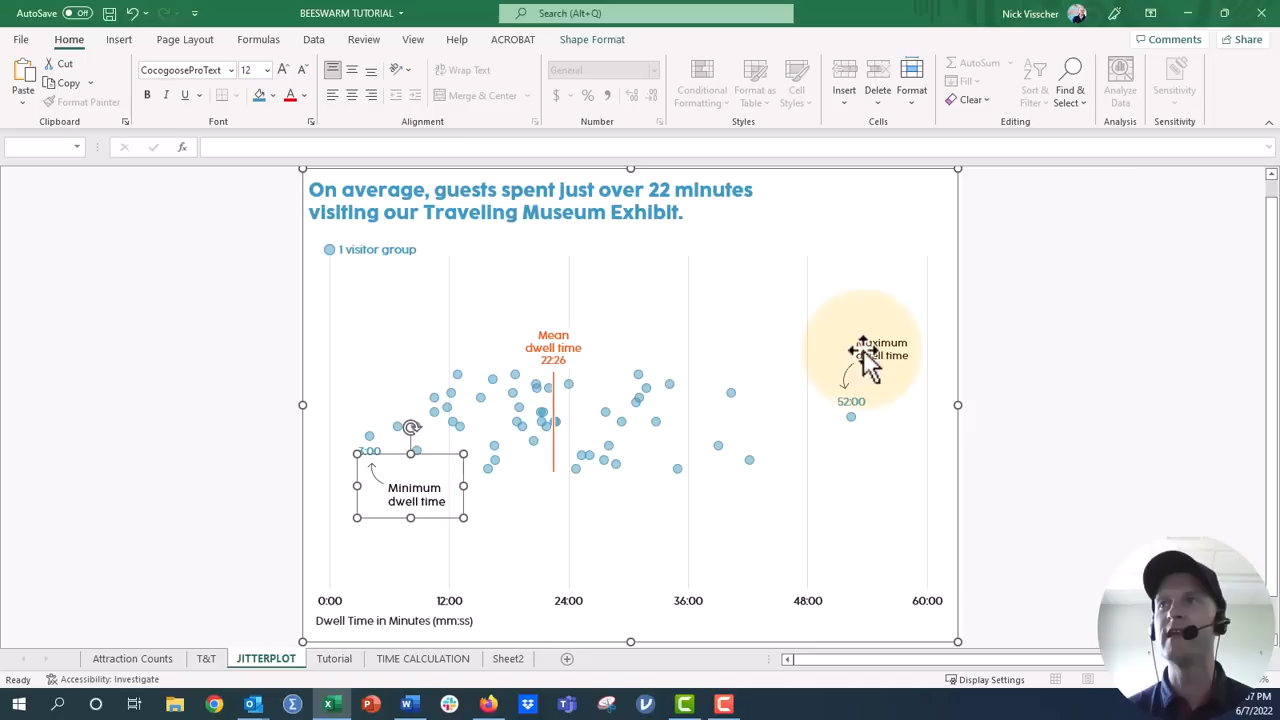 AutoSave Off
BEESWARM TUTORIAL
Search (Alt+Q)
Nick Visscher
File Home Insert Page Layout Formulas Data Review View Help ACROBAT Shape Format
Comments Share
Paste
Cut
Copy
Format Painter
Clipboard
CocogooseProText 12
B I U
Font
Wrap Text
Merge & Center
Alignment
General
$ % 
Number
Conditional Formatting
Format as Table
Cell Styles
Styles
Insert Delete Format
Cells
AutoSum
Fill
Clear
Sort & Filter
Find & Select
Editing
Analyze Data
Analysis
Sensitivity
Sensitivity
fx
On average, guests spent just over 22 minutes
visiting our Traveling Museum Exhibit.
1 visitor group
Mean
dwell time
22:26
Maximum
dwell time
52:00
7:00
Minimum
dwell time
0:00 12:00 24:00 36:00 48:00 60:00
Dwell Time in Minutes (mm:ss)
Attraction Counts T&T JITTERPLOT Tutorial TIME CALCULATION Sheet2
Ready Accessibility: Investigate
Display Settings
6/7/2022